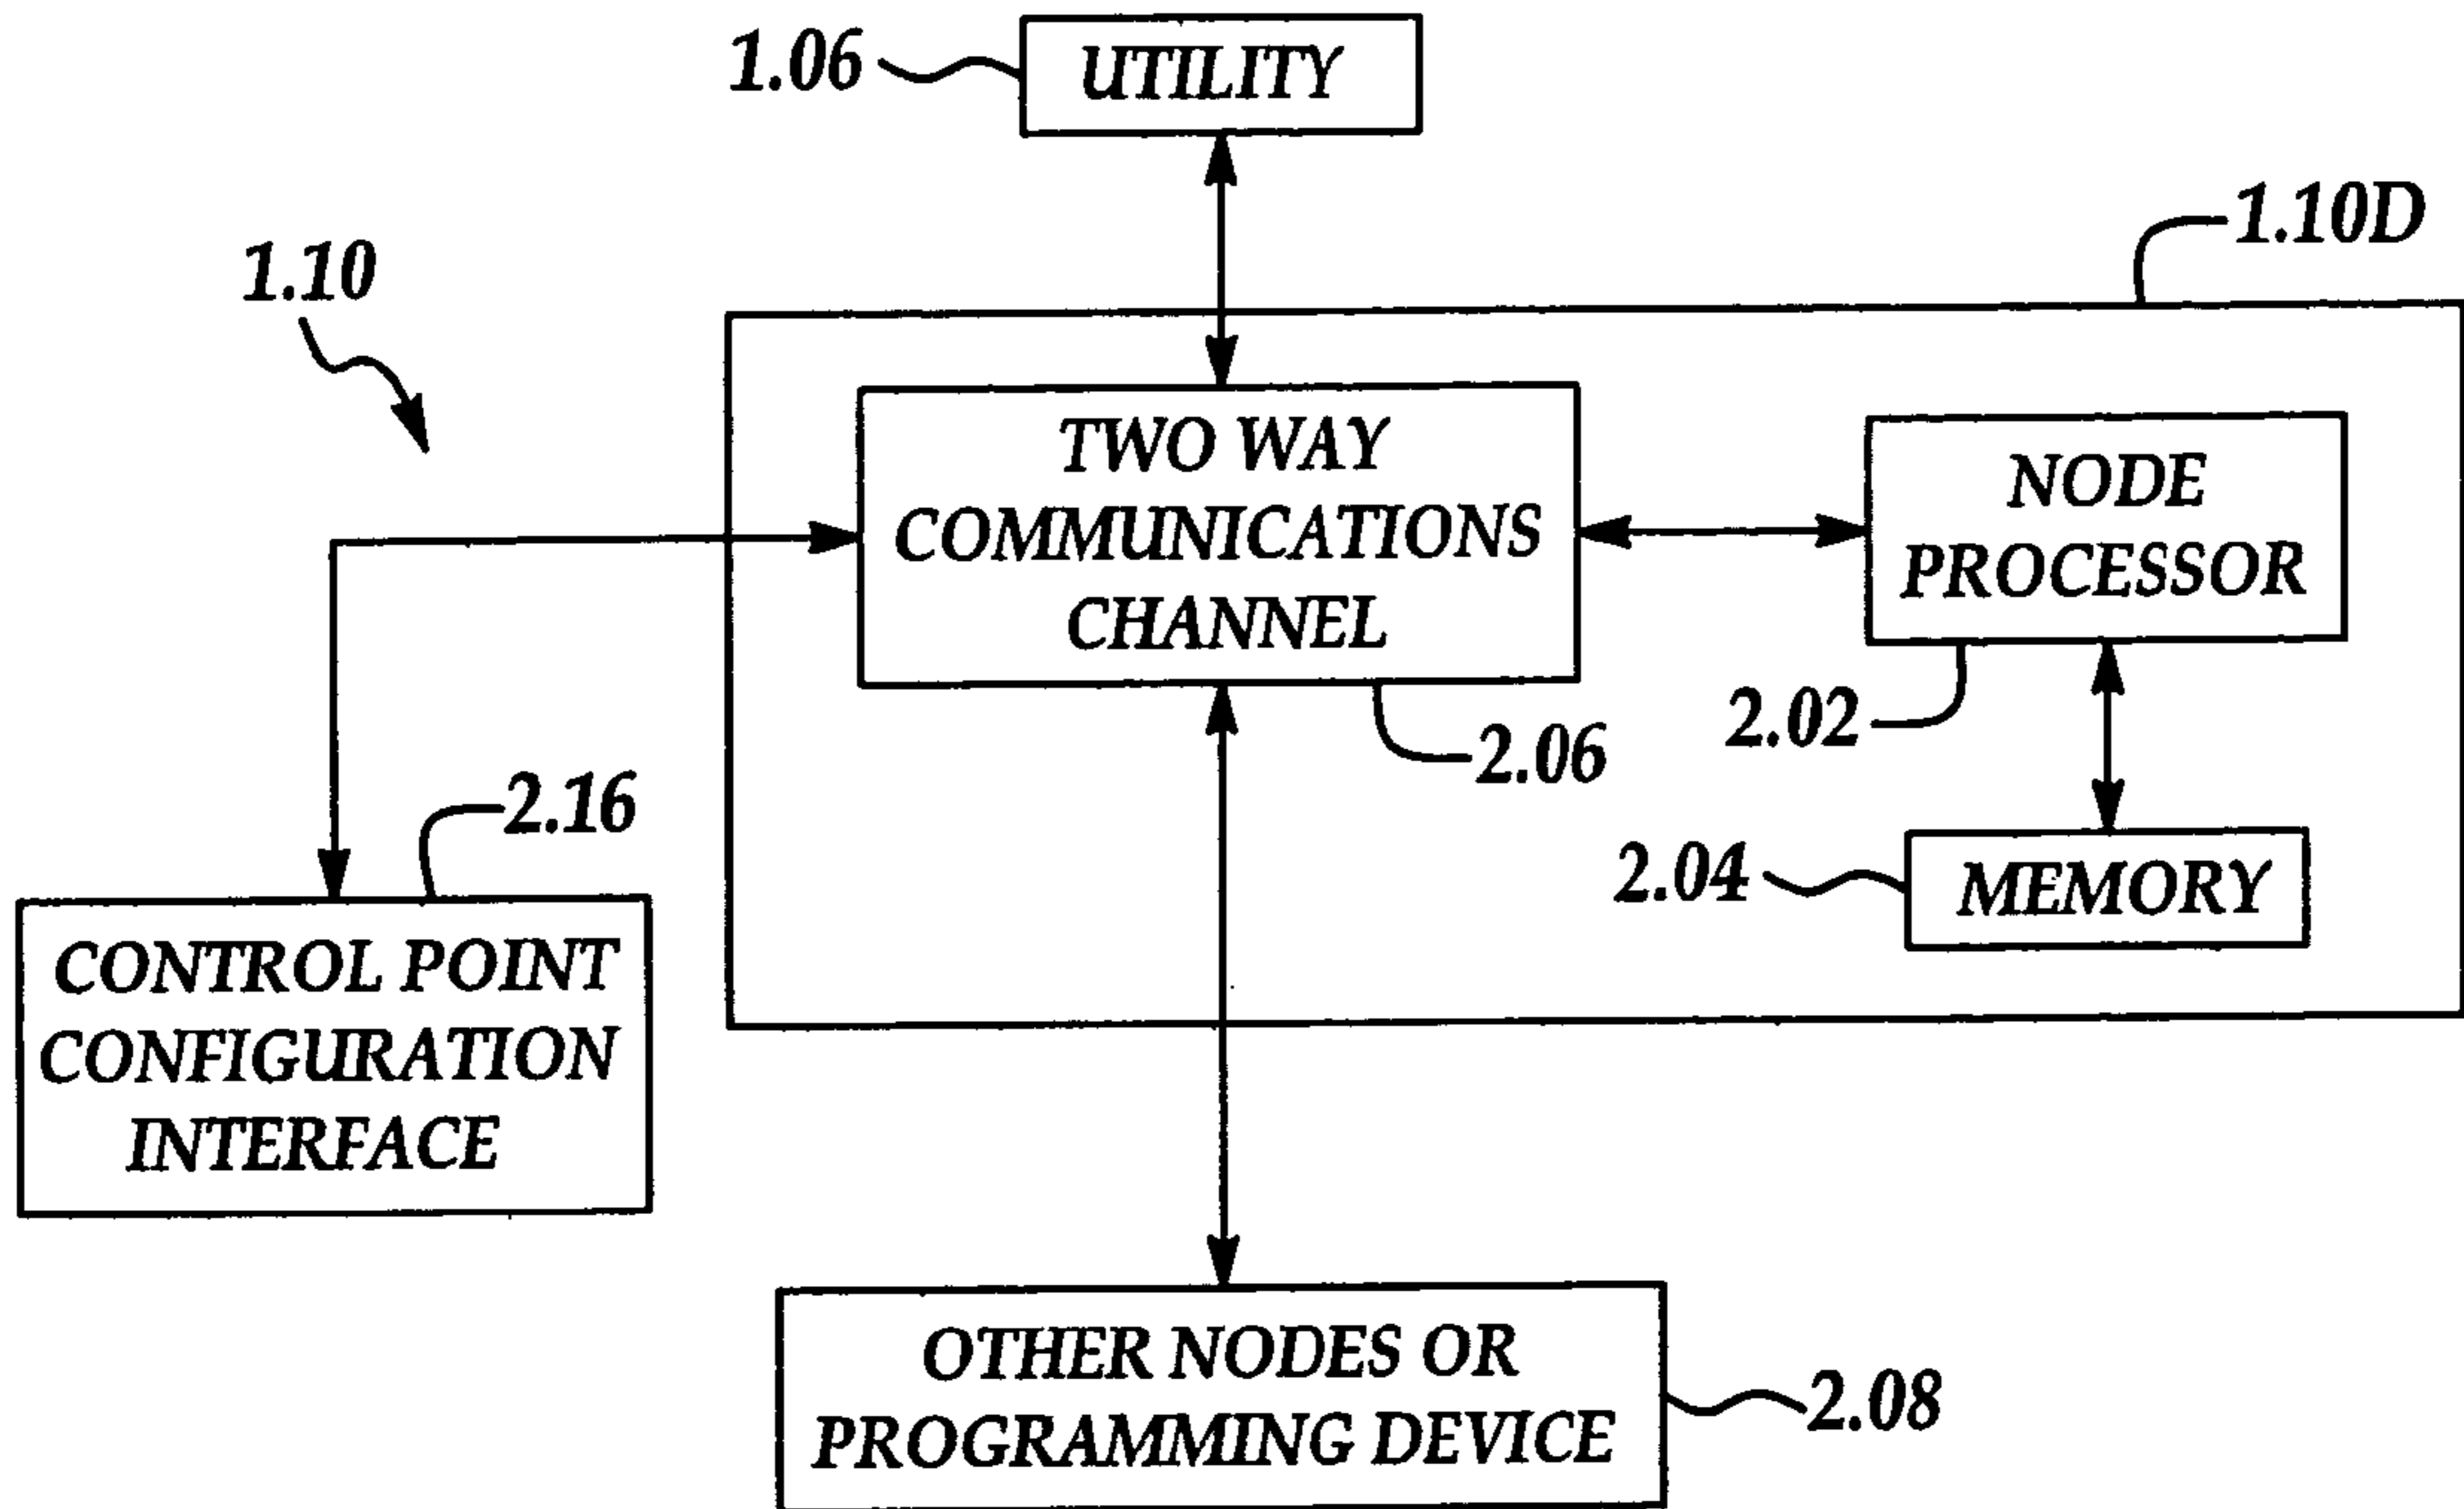 1.06
UTILITY
1.10D
1.10
TWO WAY
COMMUNICATIONS
CHANNEL
NODE
PROCESSOR
2.02
2.06
2.16
2.04
MEMORY
CONTROL POINT
CONFIGURATION
INTERFACE
OTHER NODES OR
PROGRAMMING DEVICE
2.08